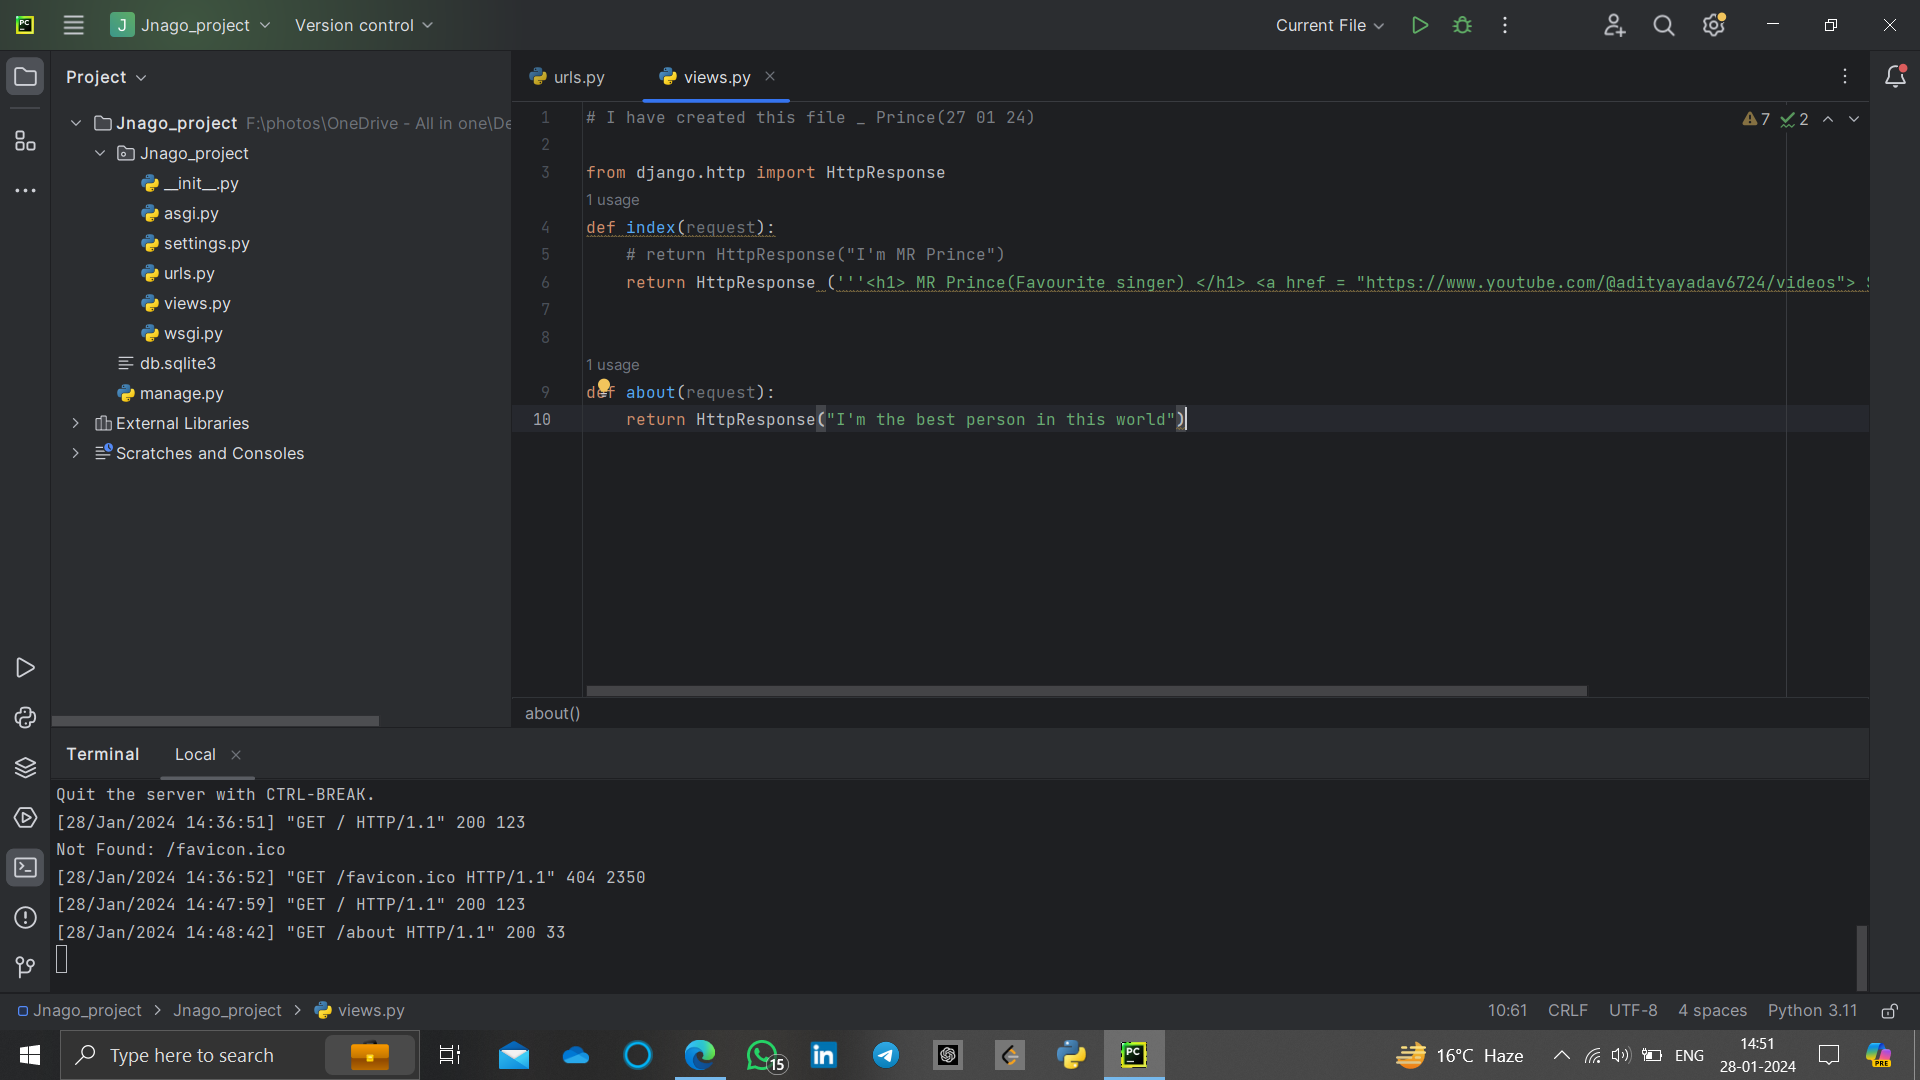 Jnago_project
Version control
Current File
Project
urls.py
views.py
Jnago_project F:\photos\OneDrive - All in one\De
Jnago_project
__init__.py
asgi.py
settings.py
urls.py
views.py
wsgi.py
db.sqlite3
manage.py
External Libraries
Scratches and Consoles
7 2
1 # I have created this file _ Prince(27 01 24)
2
3 from django.http import HttpResponse
1 usage
4 def index(request):
5 # return HttpResponse("I'm MR Prince")
6 return HttpResponse ('''<h1> MR Prince(Favourite singer) </h1> <a href = "https://www.youtube.com/@adityayadav6724/videos">
7
8
1 usage
9 def about(request):
10 return HttpResponse("I'm the best person in this world")
about()
Terminal Local
Quit the server with CTRL-BREAK.
[28/Jan/2024 14:36:51] "GET / HTTP/1.1" 200 123
Not Found: /favicon.ico
[28/Jan/2024 14:36:52] "GET /favicon.ico HTTP/1.1" 404 2350
[28/Jan/2024 14:47:59] "GET / HTTP/1.1" 200 123
[28/Jan/2024 14:48:42] "GET /about HTTP/1.1" 200 33
Jnago_project > Jnago_project > views.py
10:61 CRLF UTF-8 4 spaces Python 3.11
Type here to search
15
in
PC
16°C Haze
ENG
14:51
28-01-2024
PRE